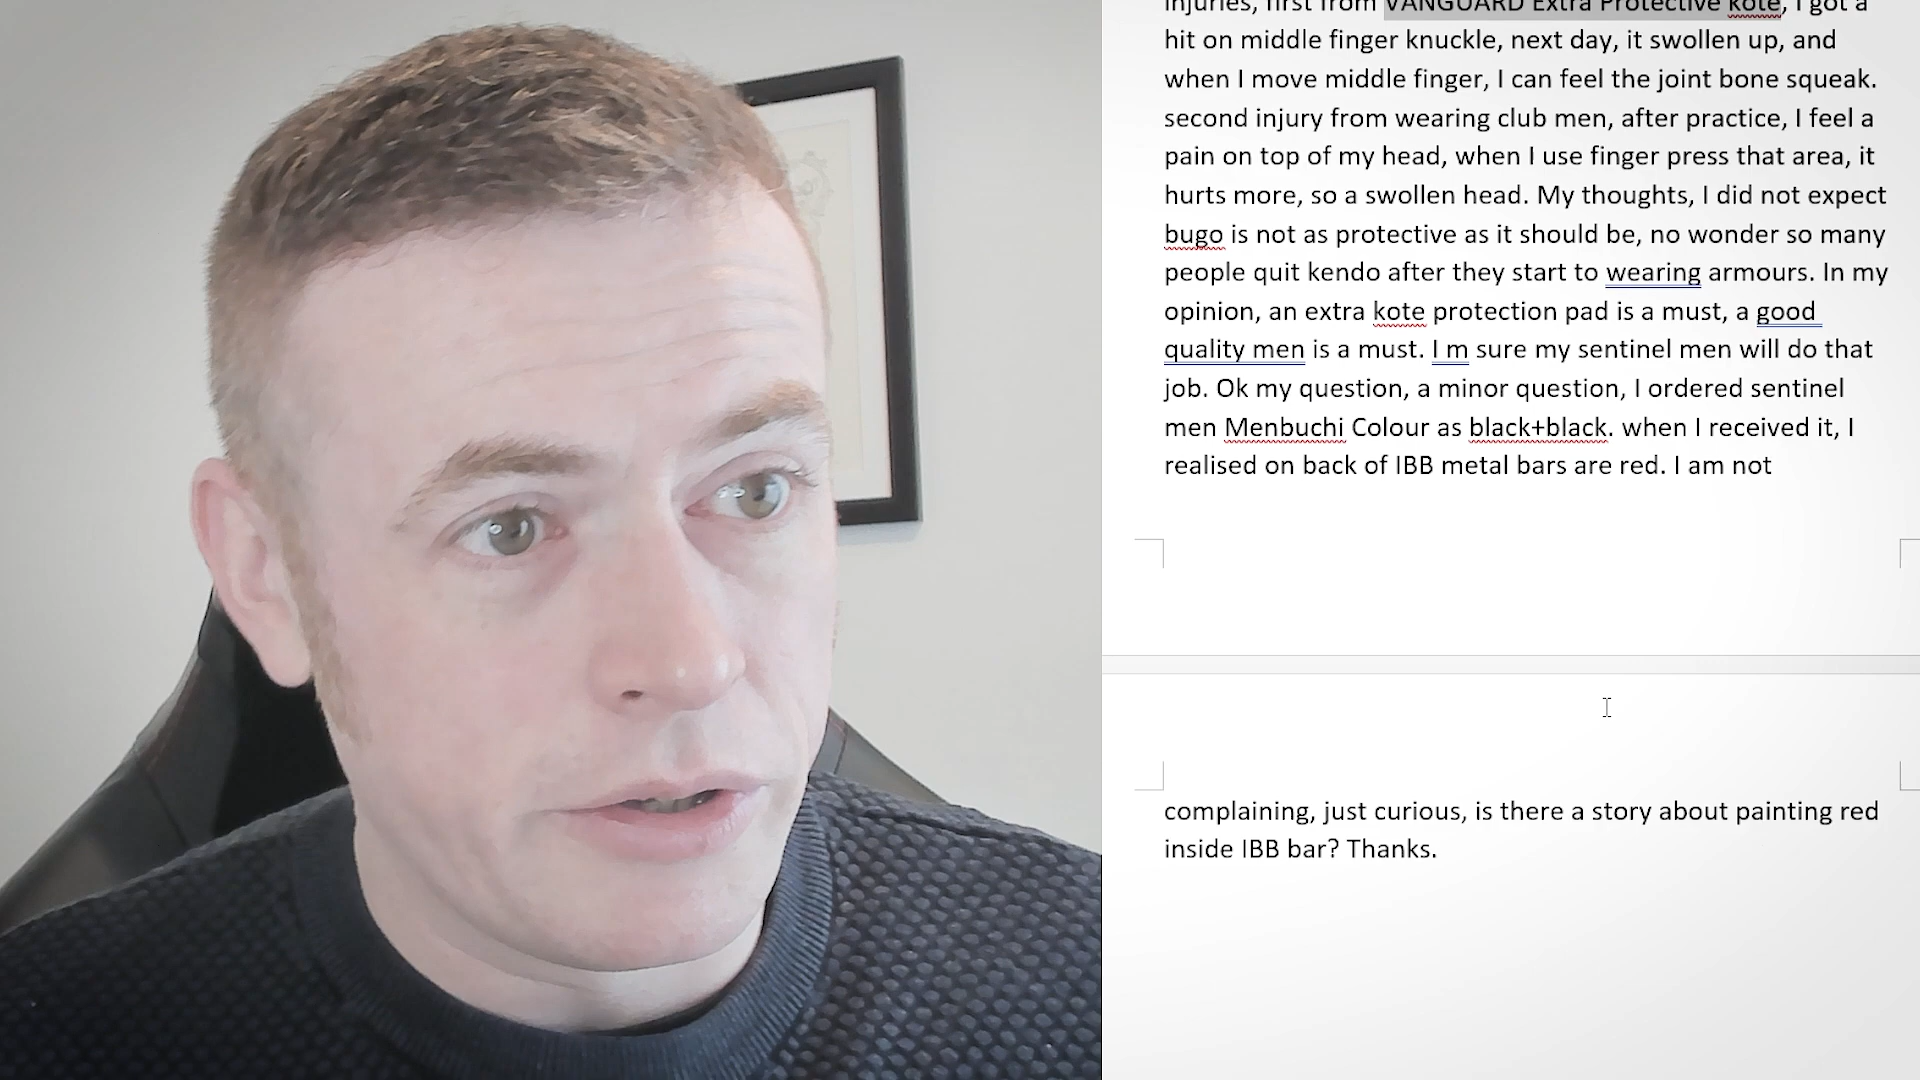 injuries, first from VANGUARD Extra Protective kote, I got a
hit on middle finger knuckle, next day, it swollen up, and
when I move middle finger, I can feel the joint bone squeak.
second injury from wearing club men, after practice, I feel a
pain on top of my head, when I use finger press that area, it
hurts more, so a swollen head. My thoughts, I did not expect
bugo is not as protective as it should be, no wonder so many
people quit kendo after they start to wearing armours. In my
opinion, an extra kote protection pad is a must, a good
quality men is a must. I m sure my sentinel men will do that
job. Ok my question, a minor question, I ordered sentinel
men Menbuchi Colour as black+black. when I received it, I
realised on back of IBB metal bars are red. I am not
complaining, just curious, is there a story about painting red
inside IBB bar? Thanks.